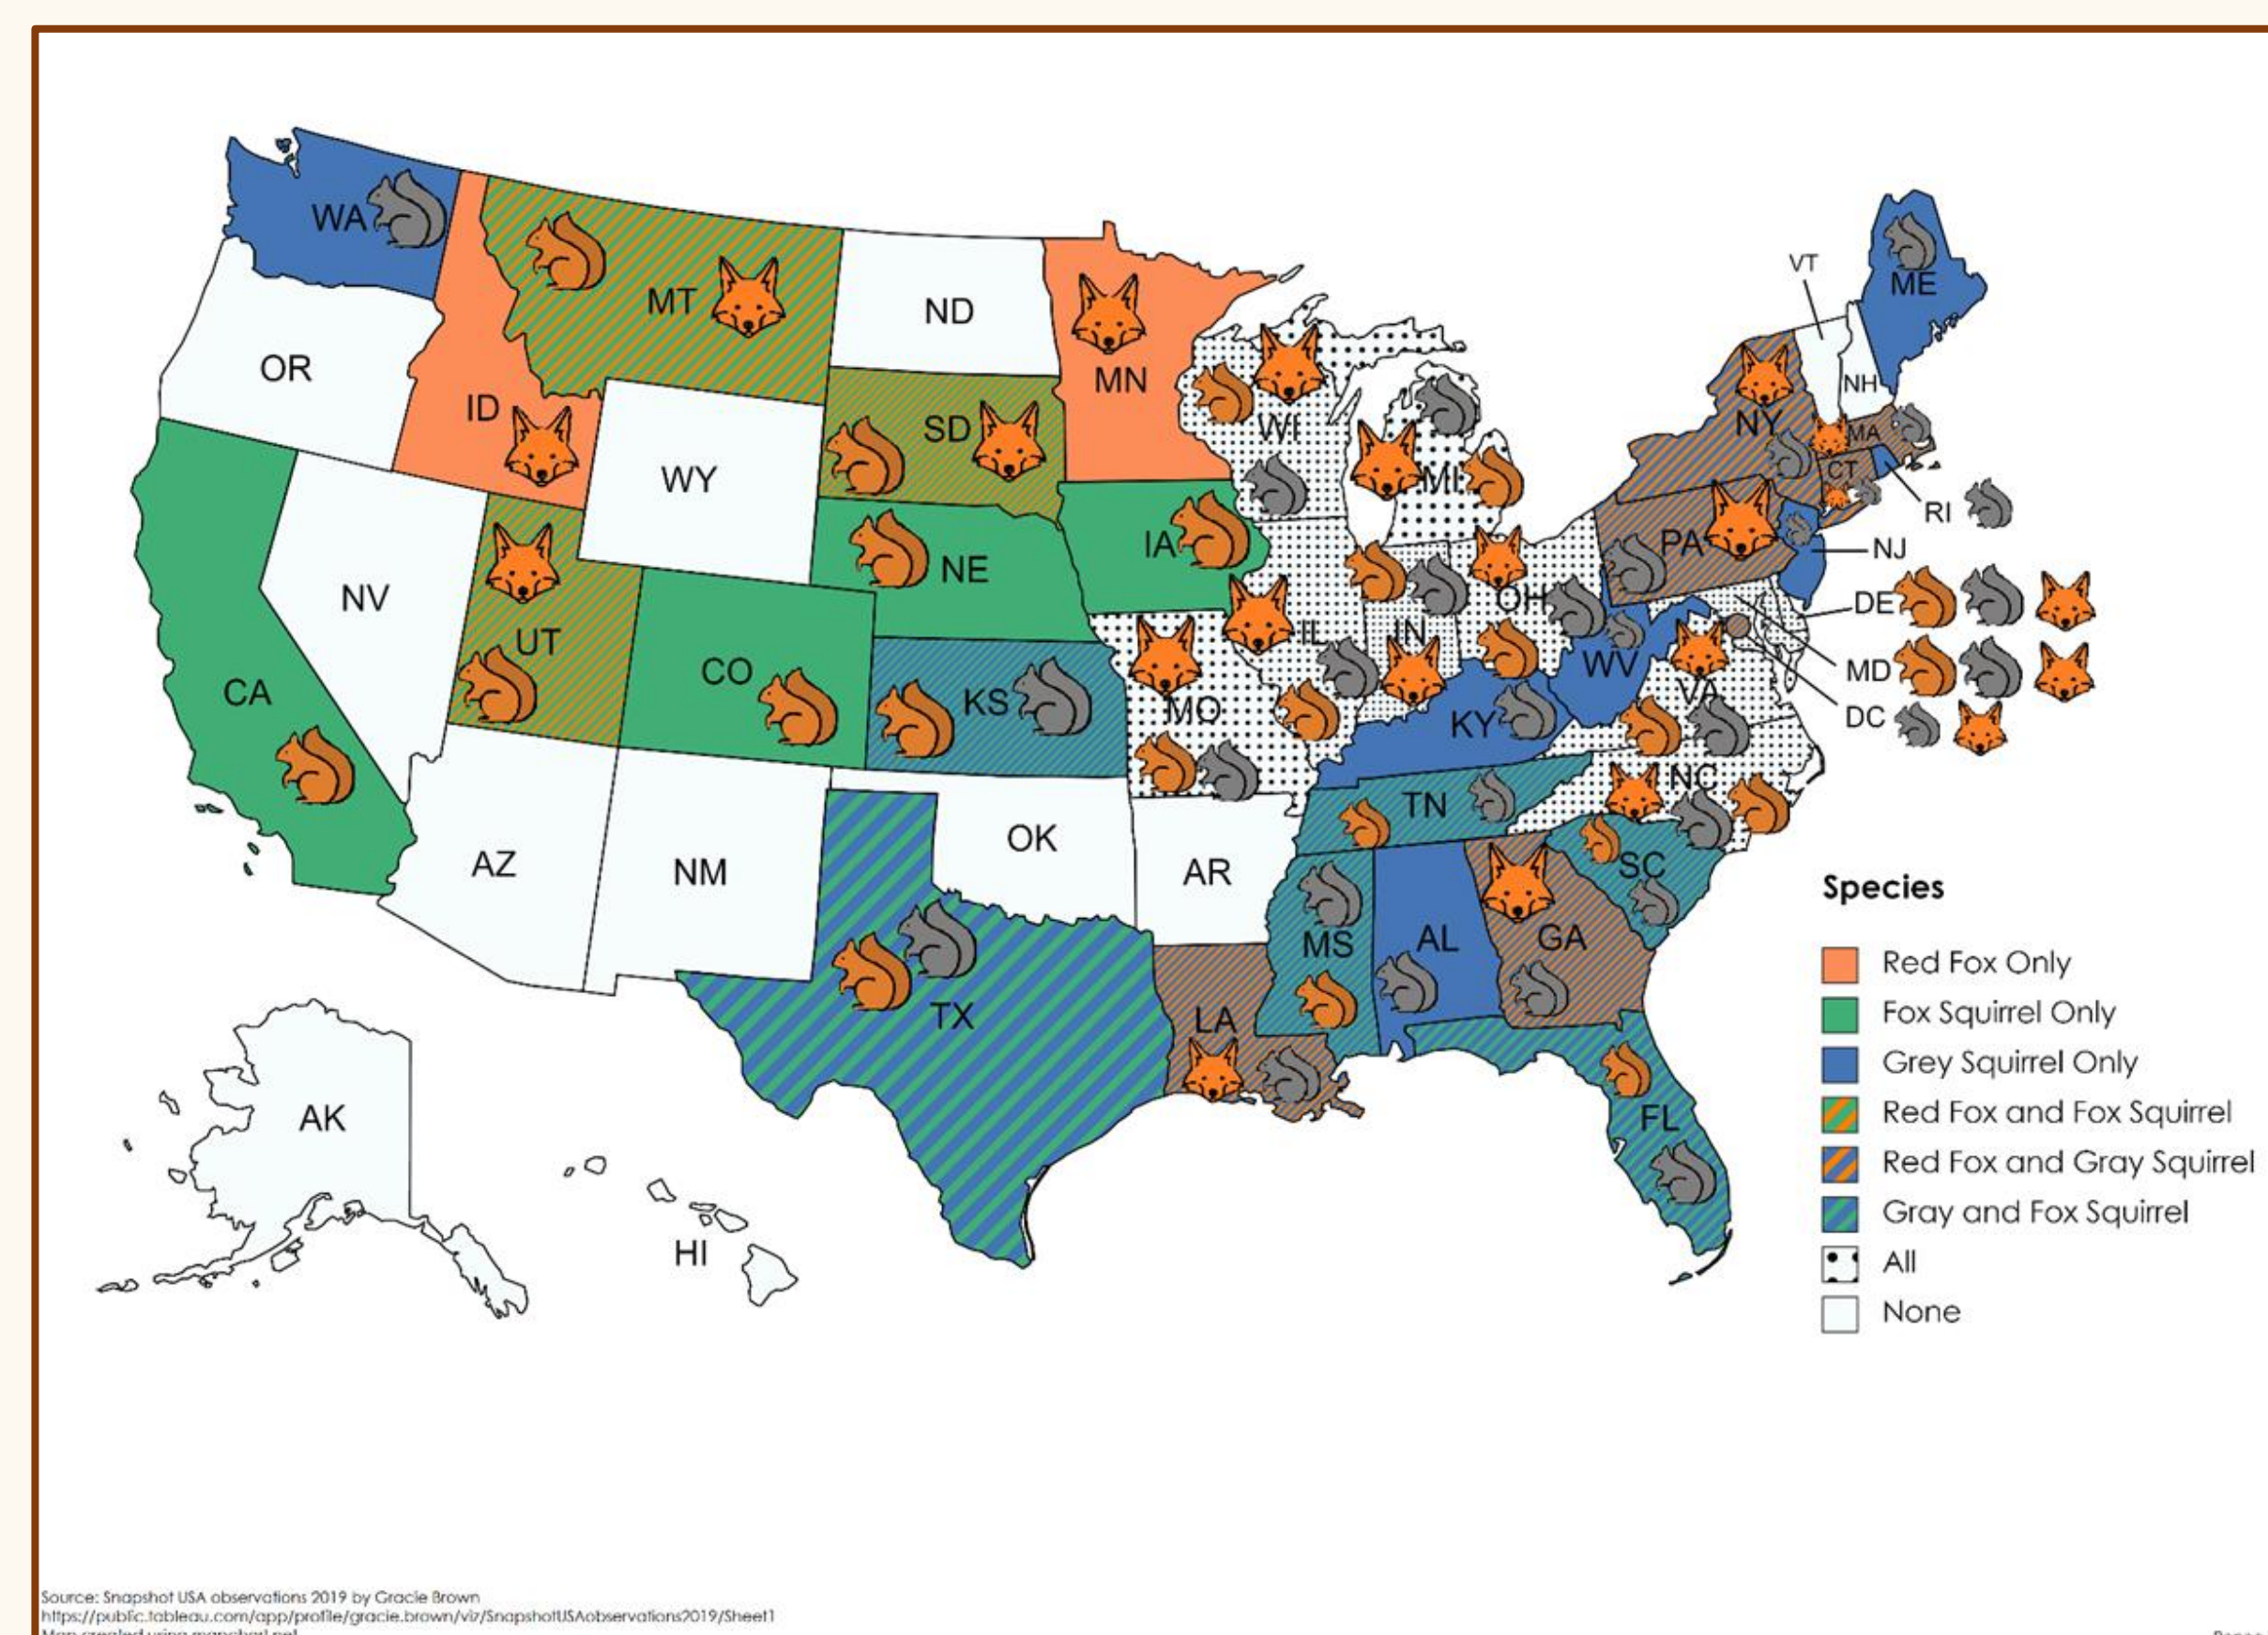 WA
VT
ME
MT
ND
OR
MN
NH
ID
NY
SD
WI
MA
WY
MI
CT
RI
IA
PA
NJ
NE
NV
OH
DE
UT
IL
IN
WV
CO
MD
CA
KS
MO
VA
KY
DC
NC
TN
OK
AZ
NM
AR
SC
Species
MS
AL
GA
Red Fox Only
TX
LA
Fox Squirrel Only
Grey Squirrel Only
AK
FL
Red Fox and Fox Squirrel
Red Fox and Gray Squirrel
Gray and Fox Squirrel
HI
All
None
Source: Snapshot USA observations 2019 by Gracie Brown
https://public.tableau.com/app/profile/gracie.brown/viz/SnapshotUSAobservations2019/Sheet1
Map created using mapchart.net